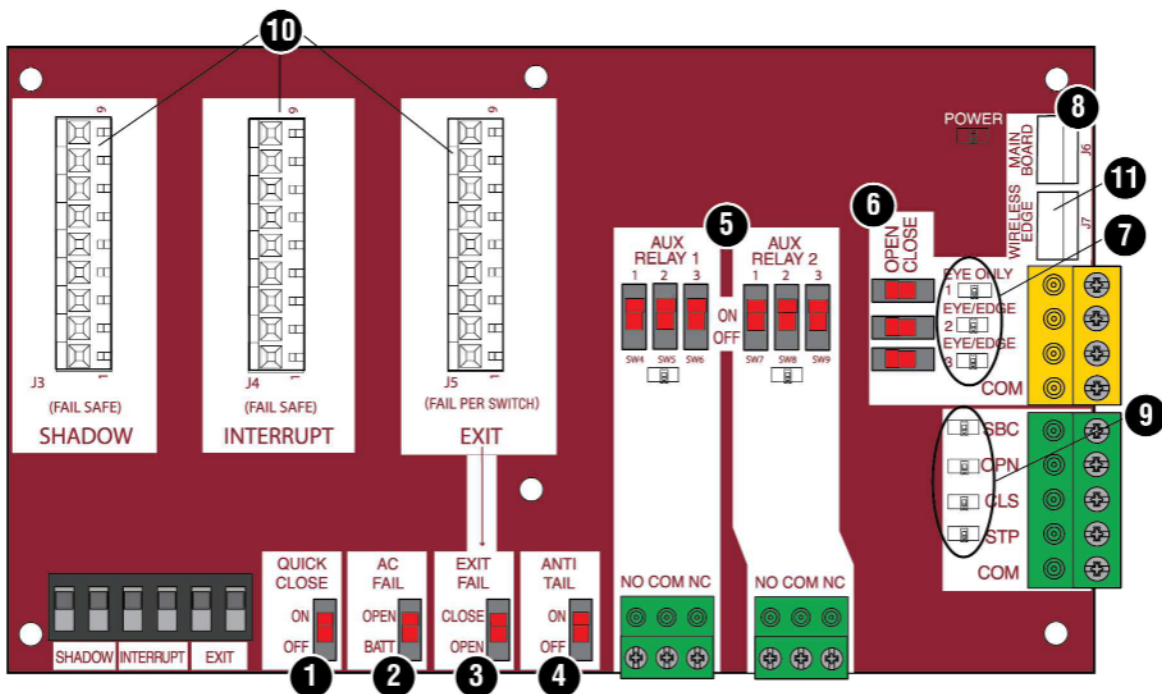 10
9
9
9
J3
1
J4
1
J5
1
(FAIL SAFE)
SHADOW
(FAIL SAFE)
INTERRUPT
(FAIL PER SWITCH)
EXIT
POWER
8
MAIN
BOARD
J6
WIRELESS
EDGE
J7
11
7
6
OPEN
CLOSE
EYE ONLY
1
EYE/EDGE
2
EYE/EDGE
3
COM
5
AUX
RELAY 1
1 2 3
SW4 SW5 SW6
ON
OFF
AUX
RELAY 2
1 2 3
SW7 SW8 SW9
9
SBC
OPN
CLS
STP
COM
SHADOW INTERRUPT EXIT
QUICK
CLOSE
ON
OFF
1
AC
FAIL
OPEN
BATT
2
EXIT
FAIL
CLOSE
OPEN
3
ANTI
TAIL
ON
OFF
4
NO COM NC
NO COM NC